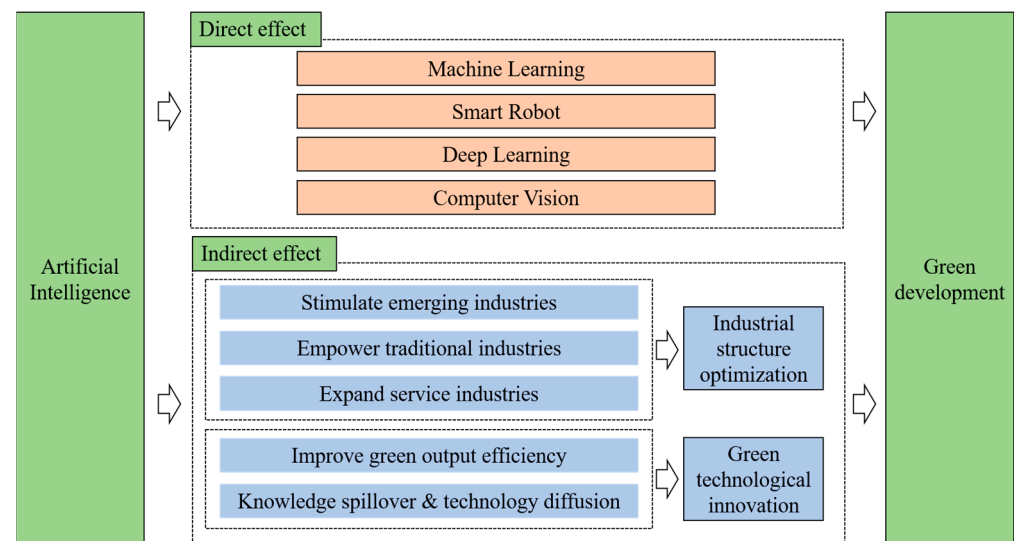 Artificial
Intelligence
Direct effect
Machine Learning
Smart Robot
Deep Learning
Computer Vision
Indirect effect
Stimulate emerging industries
Empower traditional industries
Expand service industries
Industrial
structure
optimization
Improve green output efficiency
Knowledge spillover & technology diffusion
Green
technological
innovation
Green
development